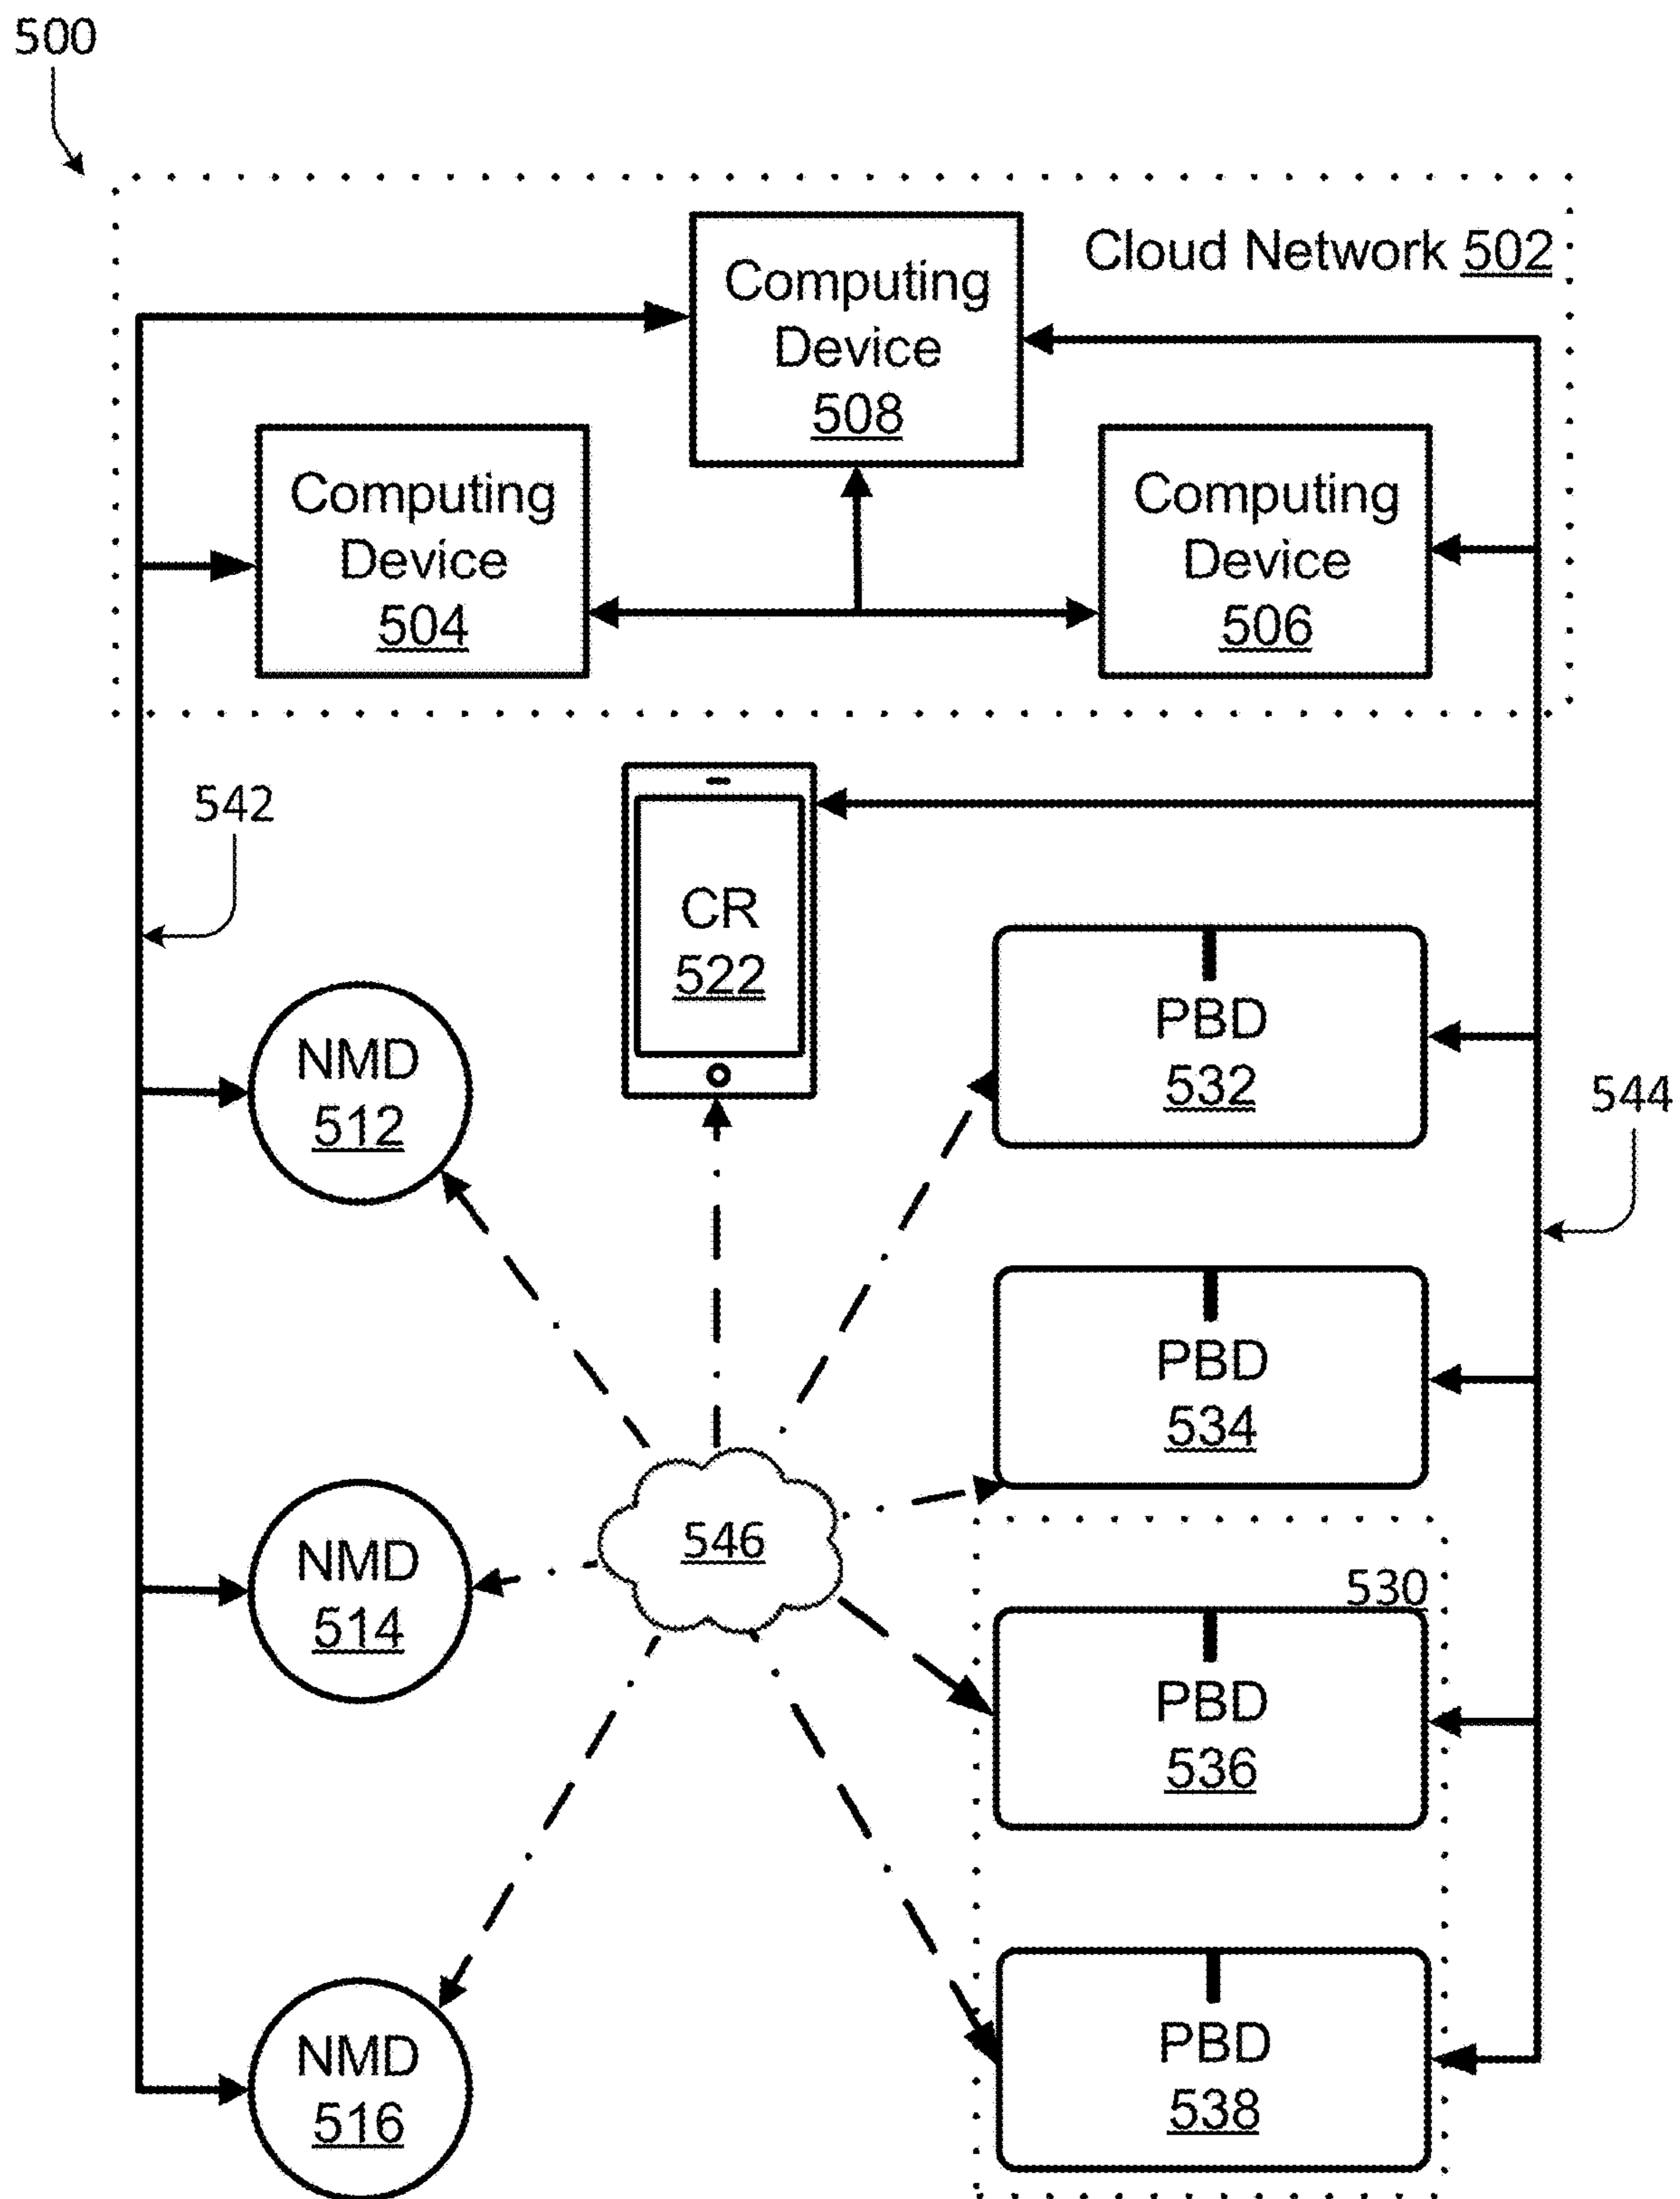 500
Cloud Network 502
Computing
Device
508
Computing
Device
504
Computing
Device
506
542
CR
522
NMD
512
PBD
532
544
PBD
534
546
NMD
514
530
PBD
536
NMD
516
PBD
538